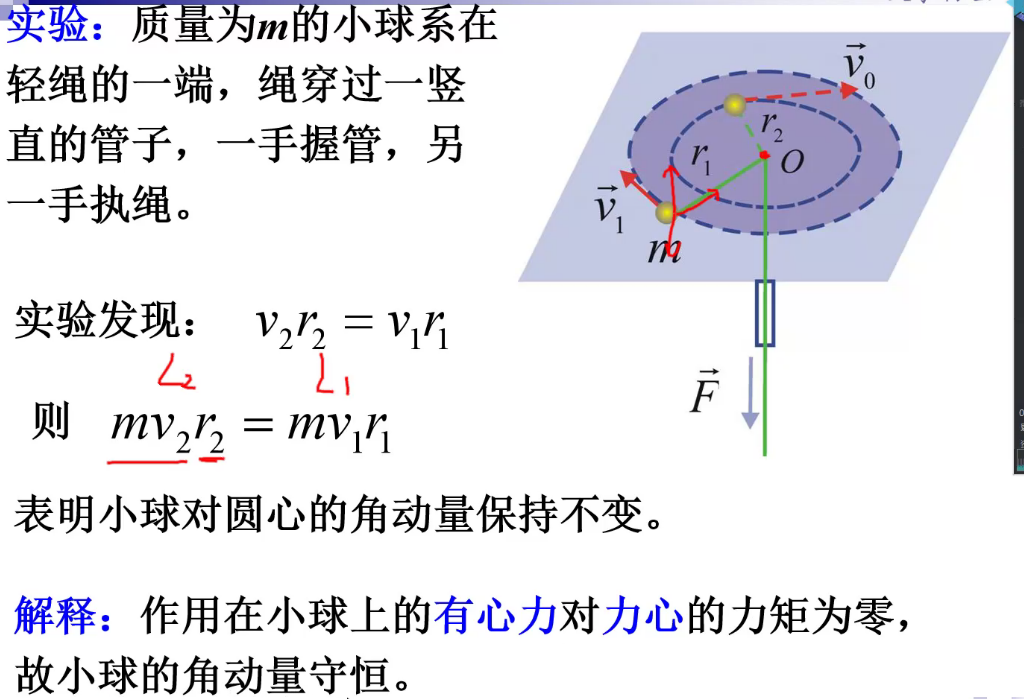 实验：质量为m的小球系在
轻绳的一端，绳穿过一竖
直的管子，一手握管，另
一手执绳。
v⃗₀
r₂
r₁
O
v⃗₁
m
实验发现： v₂r₂ = v₁r₁
L₂ L₁
F⃗
则 mv₂r₂ = mv₁r₁
表明小球对圆心的角动量保持不变。
解释：作用在小球上的有心力对力心的力矩为零，
故小球的角动量守恒。